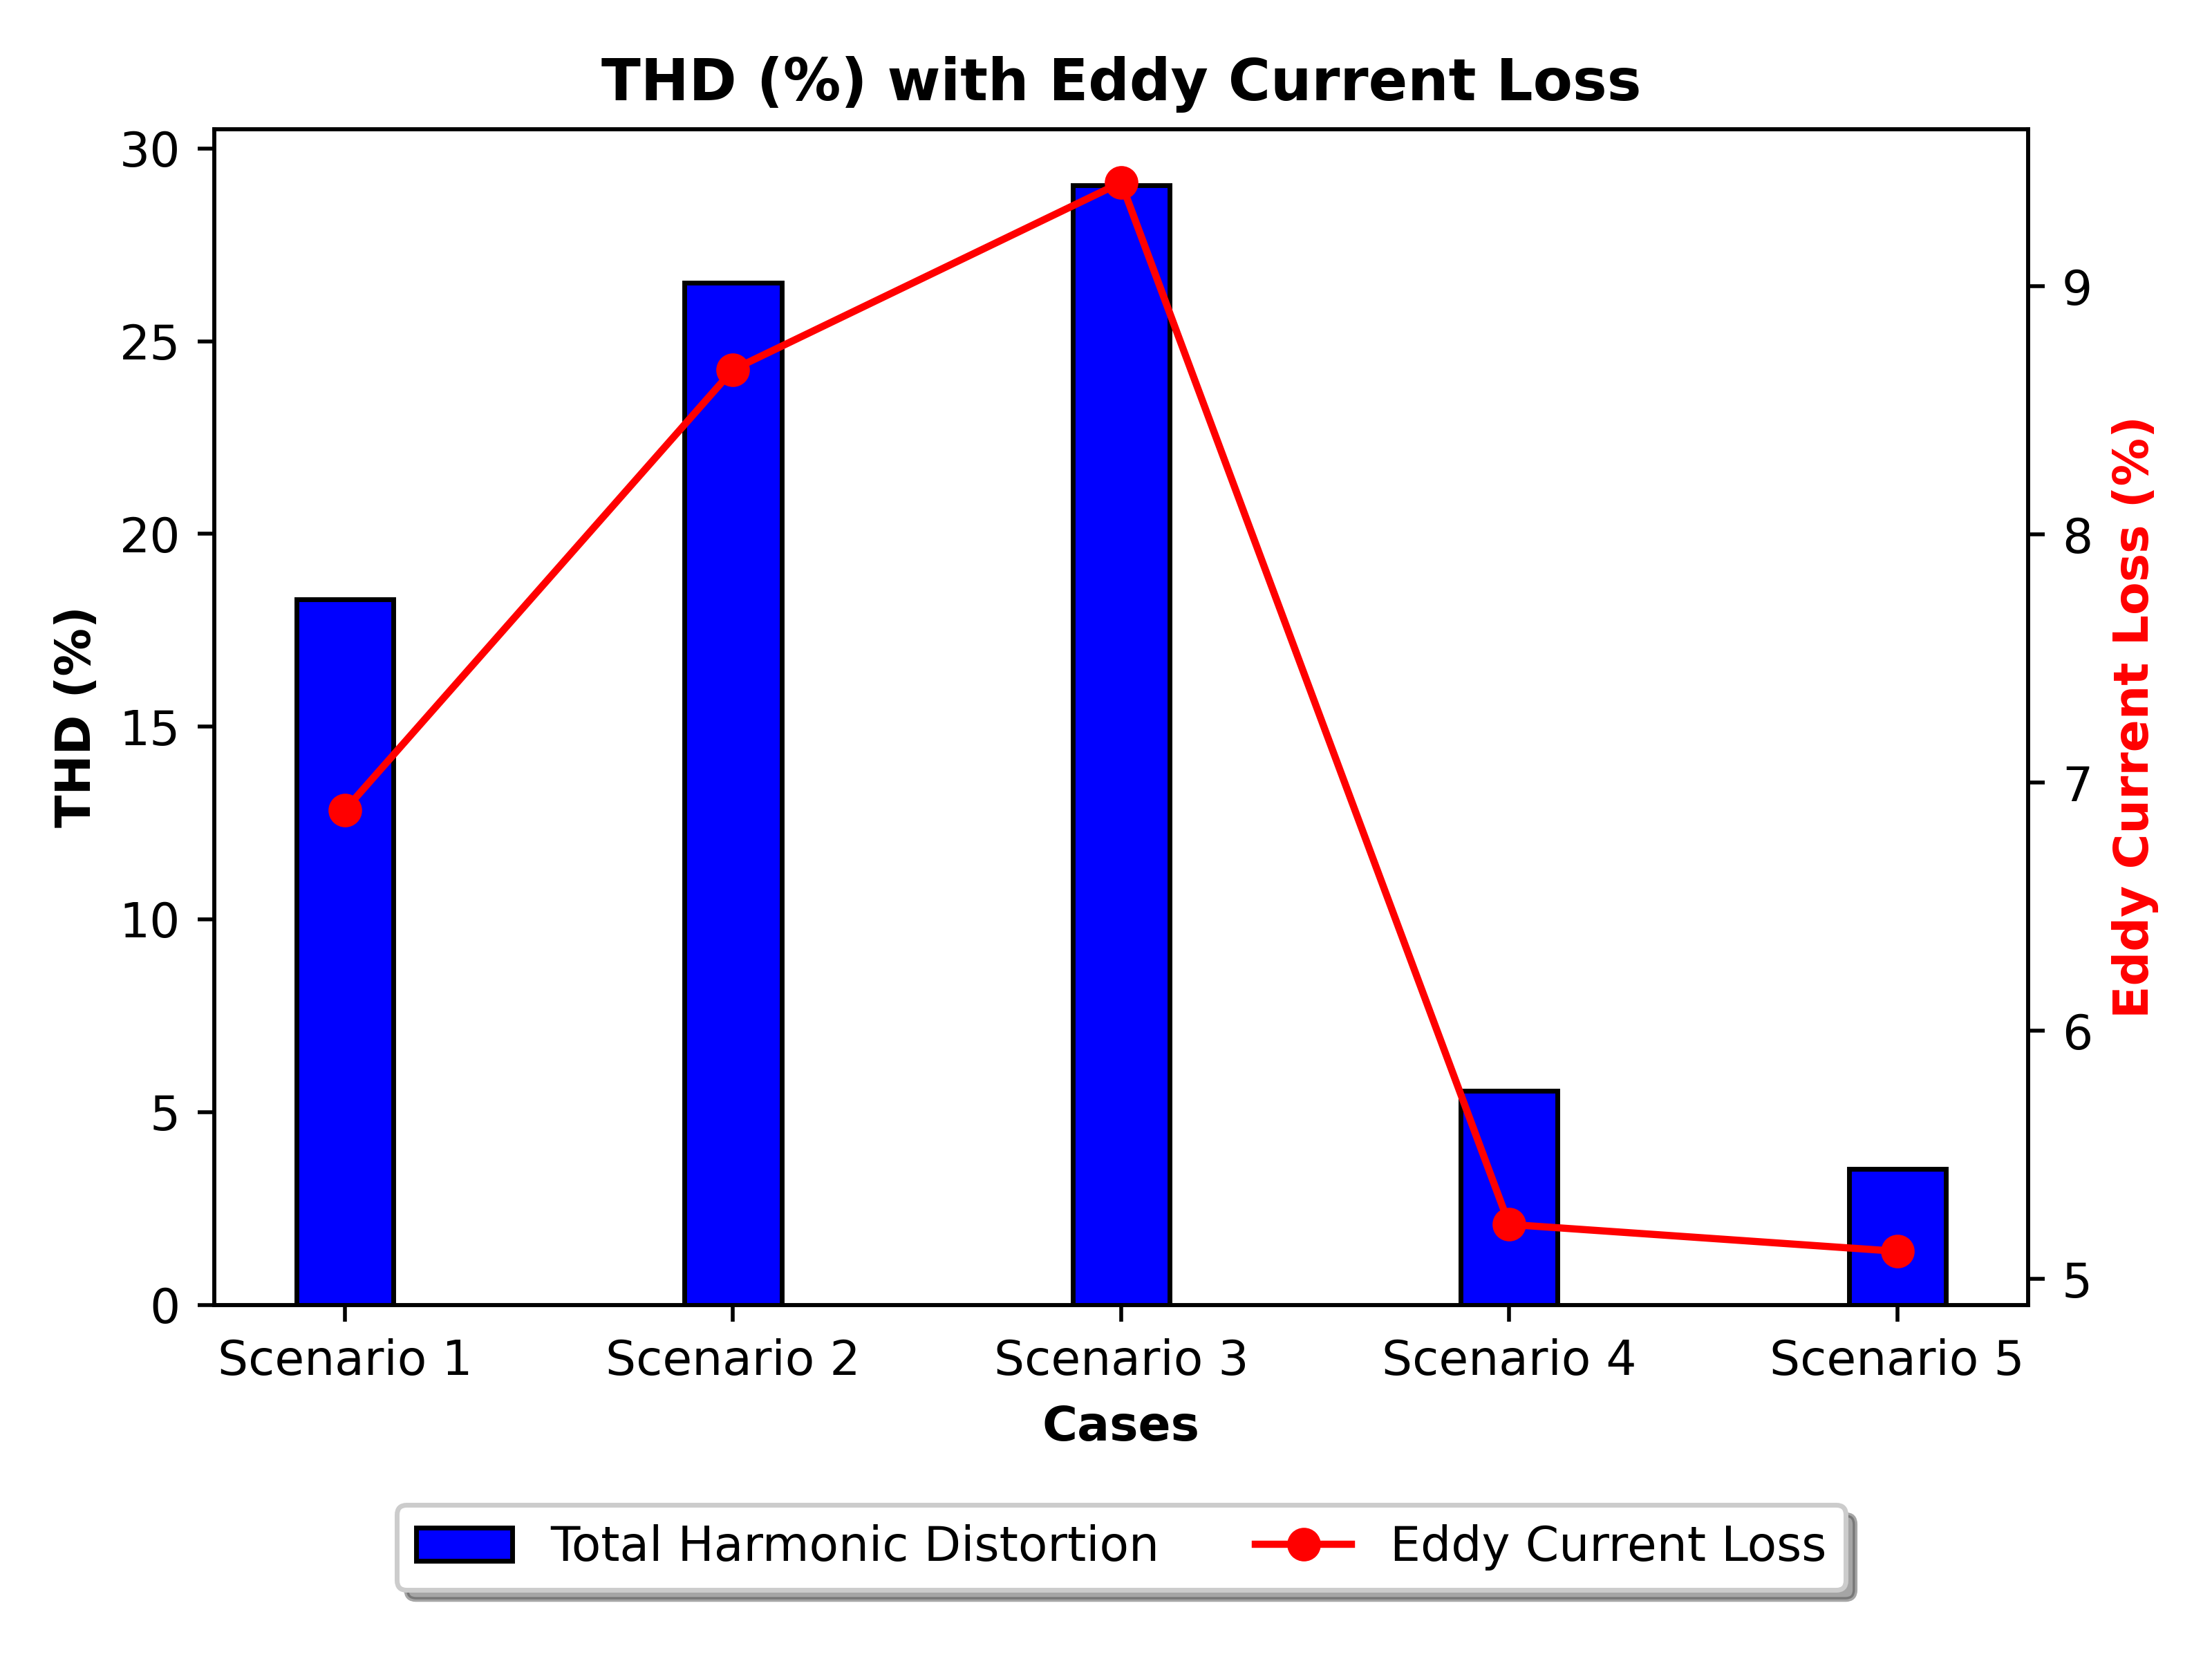 THD (%) with Eddy Current Loss
THD (%)
30
25
20
15
10
5
0
9
8
7
6
5
Eddy Current Loss (%)
Scenario 1 Scenario 2 Scenario 3 Scenario 4 Scenario 5
Cases
Total Harmonic Distortion Eddy Current Loss